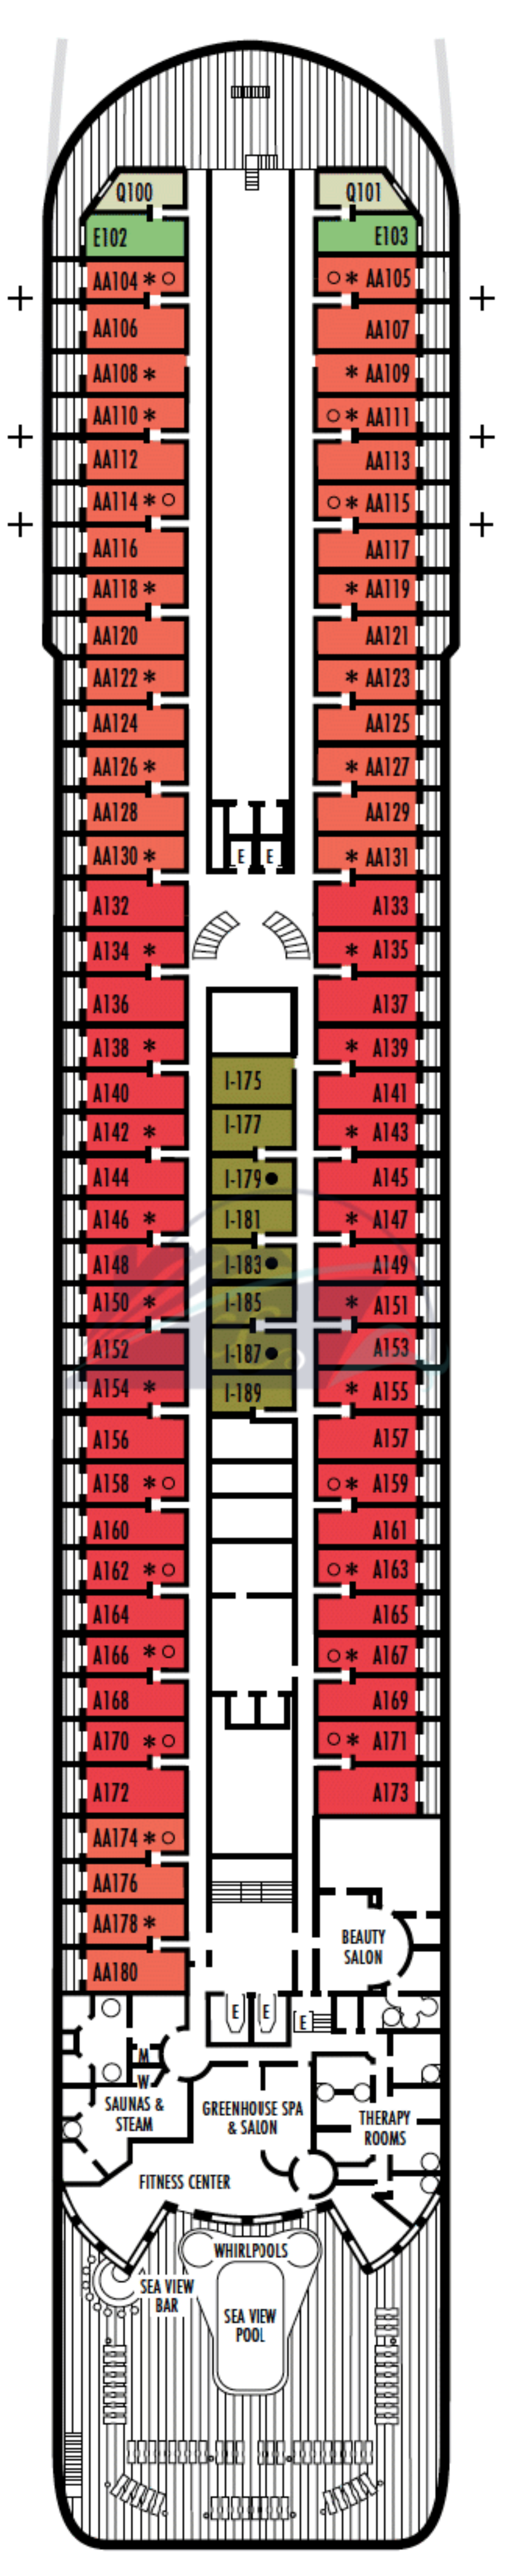 Q100 Q101
E102 E103
AA104 * ○ ○ * AA105
AA106 AA107
AA108 * * AA109
AA110 * ○ * AA111
AA112 AA113
AA114 * ○ ○ * AA115
AA116 AA117
AA118 * * AA119
AA120 AA121
AA122 * * AA123
AA124 AA125
AA126 * * AA127
AA128 AA129
AA130 * E E * AA131
A132 A133
A134 * * A135
A136 A137
A138 * * A139
I-175
A140 A141
A142 * I-177 * A143
A144 I-179 ● A145
A146 * I-181 * A147
A148 I-183 ● A149
A150 * I-185 * A151
A152 I-187 ● A153
A154 * I-189 * A155
A156 A157
A158 * ○ ○ * A159
A160 A161
A162 * ○ ○ * A163
A164 A165
A166 * ○ ○ * A167
A168 A169
A170 * ○ ○ * A171
A172 A173
AA174 * ○
AA176
AA178 *
BEAUTY
SALON
AA180
E E E
M
W
SAUNAS &
STEAM
GREENHOUSE SPA
& SALON
THERAPY
ROOMS
FITNESS CENTER
WHIRLPOOLS
SEA VIEW
BAR
SEA VIEW
POOL